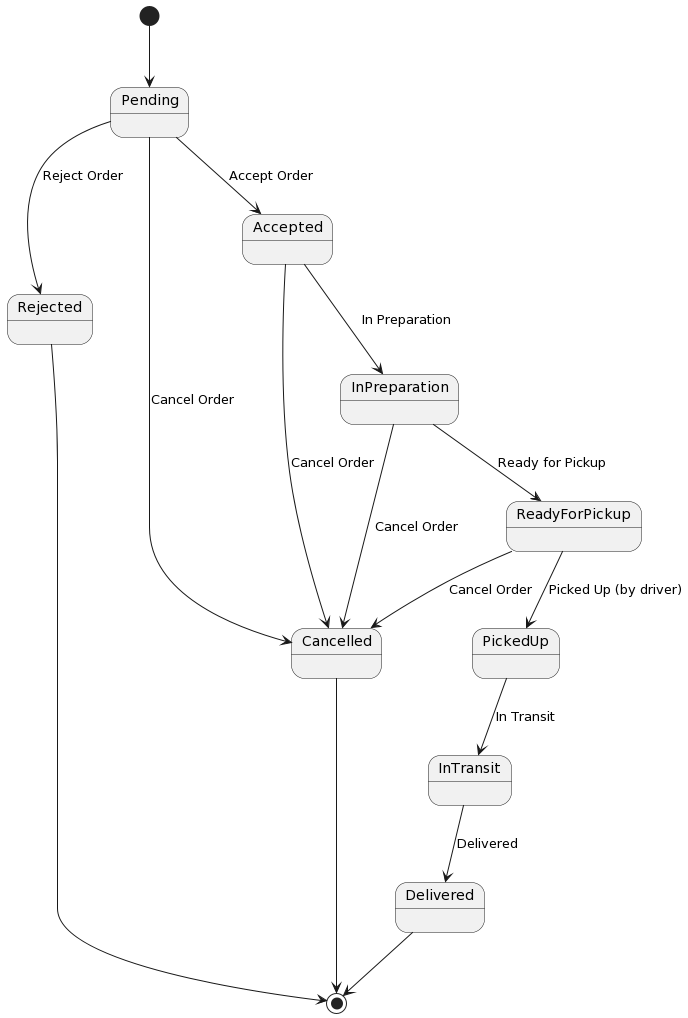 Pending
Reject Order
Accept Order
Accepted
Rejected
In Preparation
InPreparation
Cancel Order
Cancel Order
Ready for Pickup
ReadyForPickup
Cancel Order
Cancel Order
Picked Up (by driver)
Cancelled
PickedUp
In Transit
InTransit
Delivered
Delivered